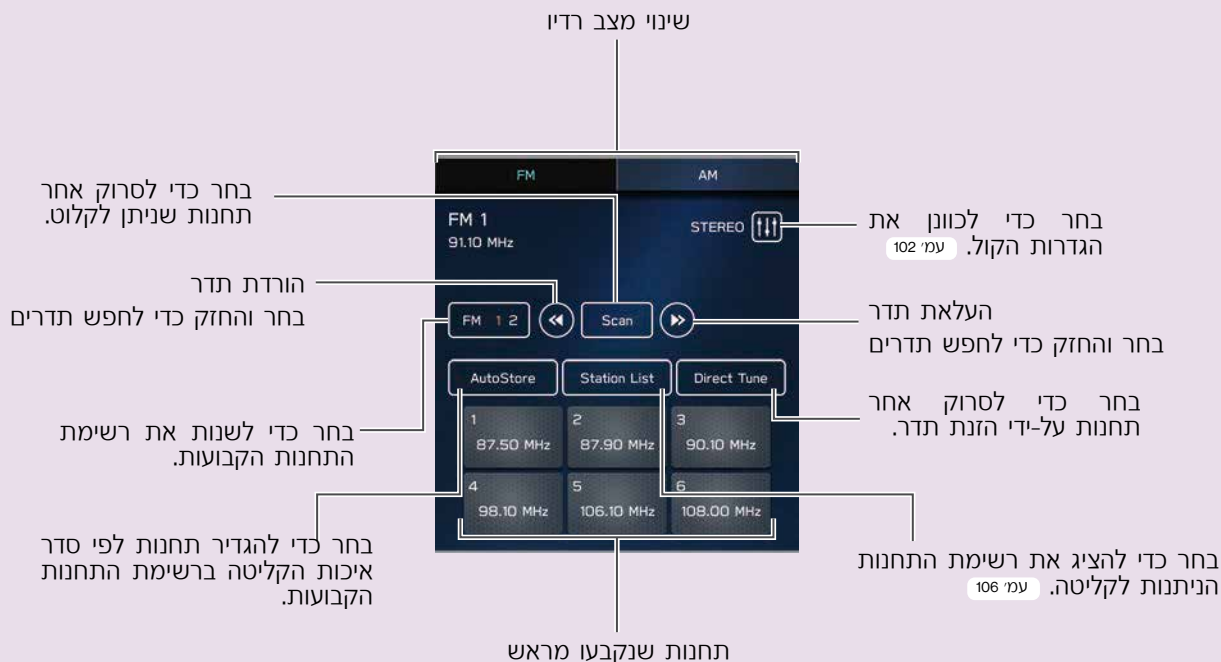 שינוי מצב רדיו
FM
AM
בחר כדי לסרוק אחר
תחנות שניתן לקלוט.
FM 1
91.10 MHz
STEREO
בחר כדי לכוונן את
הגדרות הקול. עמ׳ 102
הורדת תדר
בחר והחזק כדי לחפש תדרים
FM 1 2
Scan
העלאת תדר
בחר והחזק כדי לחפש תדרים
AutoStore
Station List
Direct Tune
בחר כדי לסרוק אחר
תחנות על-ידי הזנת תדר.
בחר כדי לשנות את רשימת
התחנות הקבועות.
1
87.50 MHz
2
87.90 MHz
3
90.10 MHz
4
98.10 MHz
5
106.10 MHz
6
108.00 MHz
בחר כדי להגדיר תחנות לפי סדר
איכות הקליטה ברשימת התחנות
הקבועות.
בחר כדי להציג את רשימת התחנות
הניתנות לקליטה. עמ׳ 106
תחנות שנקבעו מראש